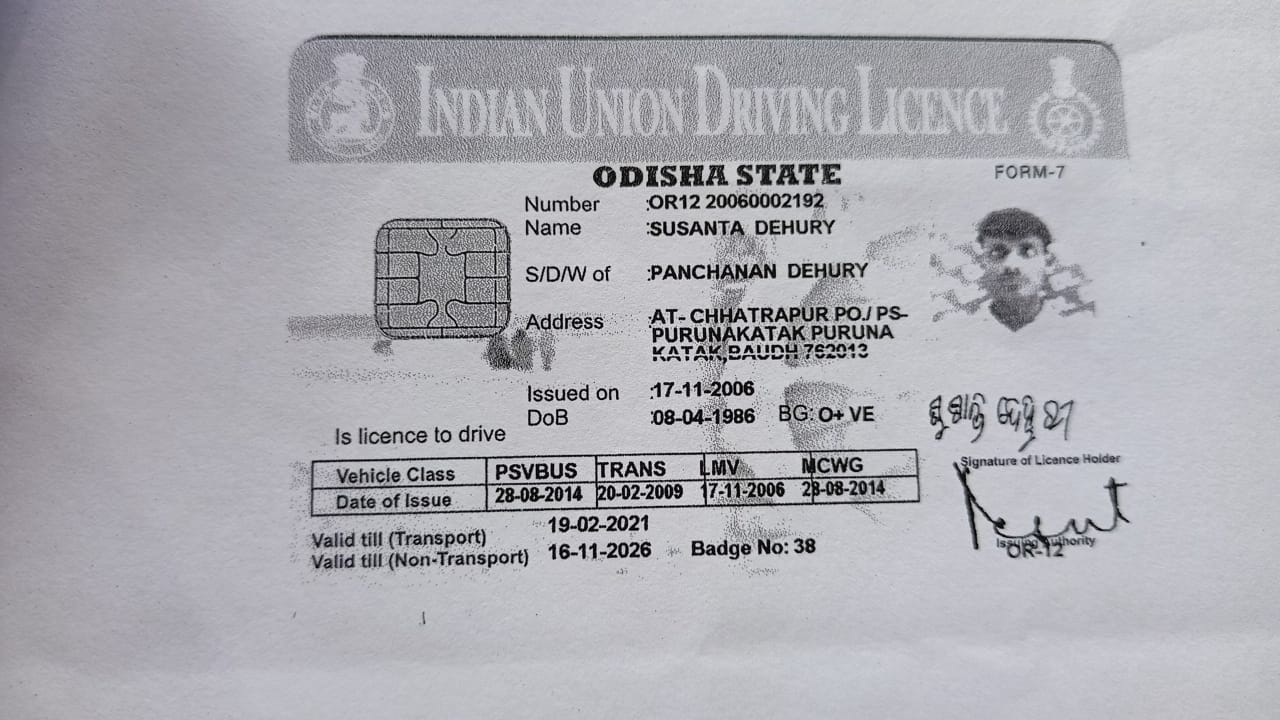 INDIAN UNION DRIVING LICENCE
ODISHA STATE
FORM-7
Number :OR12 20060002192
Name :SUSANTA DEHURY
S/D/W of :PANCHANAN DEHURY
Address :AT- CHHATRAPUR PO./ PS-
PURUNAKATAK PURUNA
KATAK,BAUDH 762013
Issued on :17-11-2006
DoB :08-04-1986 BG: O+ VE
Is licence to drive
Signature of Licence Holder
Vehicle Class PSVBUS TRANS LMV MCWG
Date of Issue 28-08-2014 20-02-2009 17-11-2006 28-08-2014
Valid till (Transport) 19-02-2021
Valid till (Non-Transport) 16-11-2026 Badge No: 38
Issuing Authority
OR-12